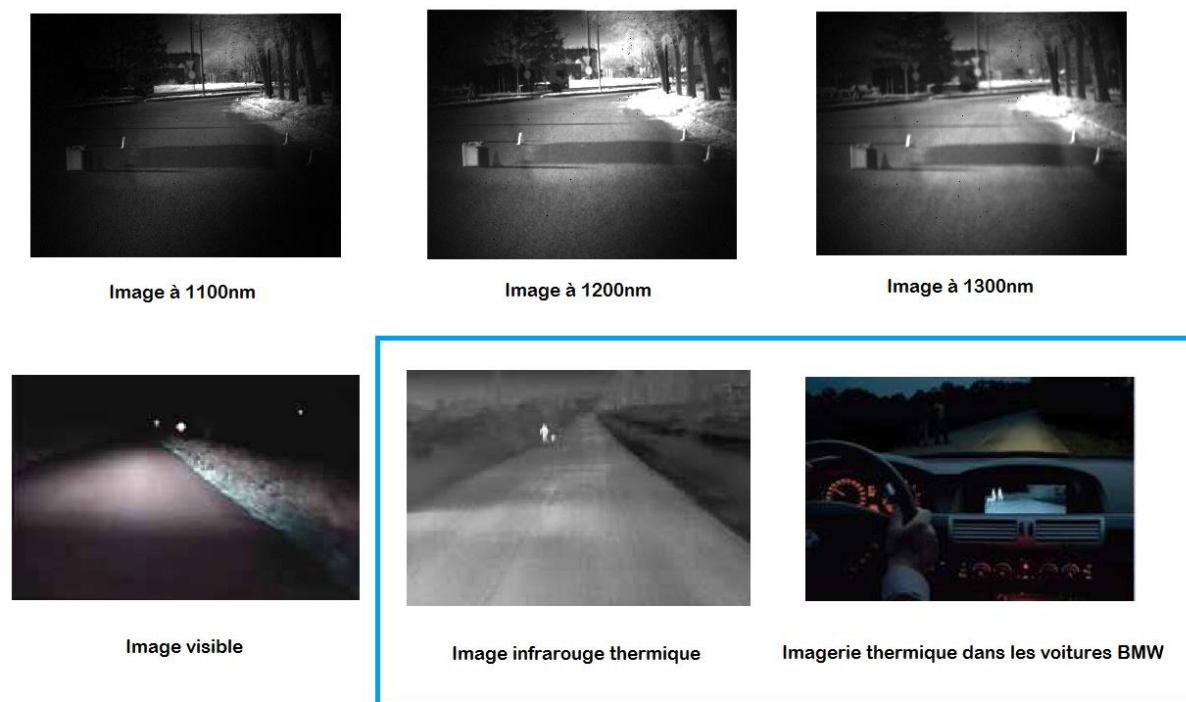 Image à 1100nm
Image à 1200nm
Image à 1300nm
Image visible
Image infrarouge thermique
Imagerie thermique dans les voitures BMW